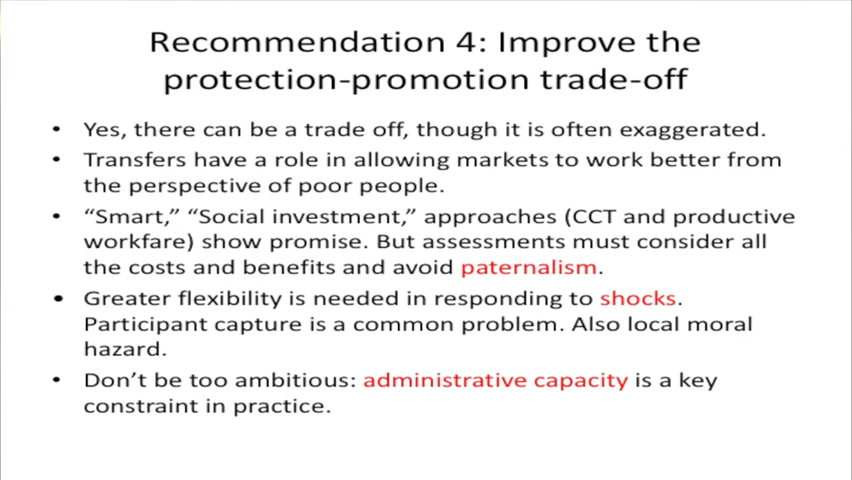 Recommendation 4: Improve the
protection-promotion trade-off
• Yes, there can be a trade off, though it is often exaggerated.
• Transfers have a role in allowing markets to work better from
the perspective of poor people.
• “Smart,” “Social investment,” approaches (CCT and productive
workfare) show promise. But assessments must consider all
the costs and benefits and avoid paternalism.
• Greater flexibility is needed in responding to shocks.
Participant capture is a common problem. Also local moral
hazard.
• Don’t be too ambitious: administrative capacity is a key
constraint in practice.